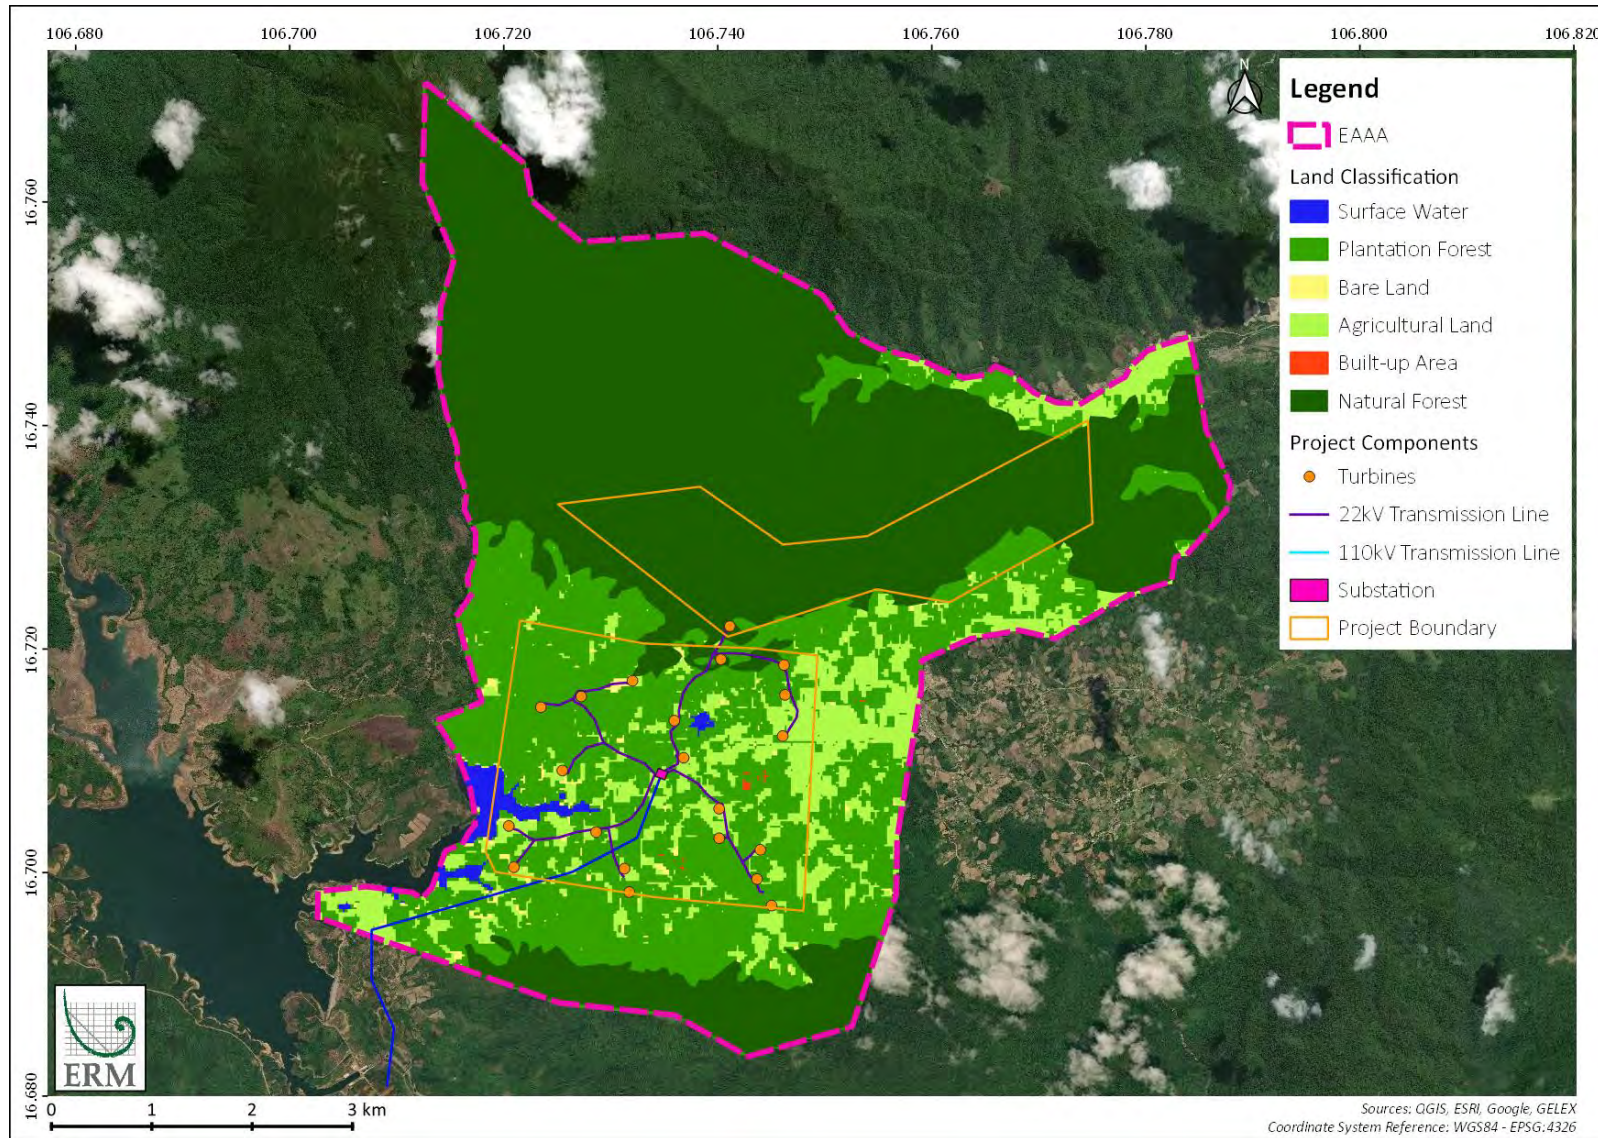 106.680 106.700 106.720 106.740 106.760 106.780 106.800 106.820
16.760
16.740
16.720
16.700
16.680
N
Legend
EAAA
Land Classification
Surface Water
Plantation Forest
Bare Land
Agricultural Land
Built-up Area
Natural Forest
Project Components
Turbines
22kV Transmission Line
110kV Transmission Line
Substation
Project Boundary
ERM
0 1 2 3 km
Sources: QGIS, ESRI, Google, GELEX
Coordinate System Reference: WGS84 - EPSG:4326